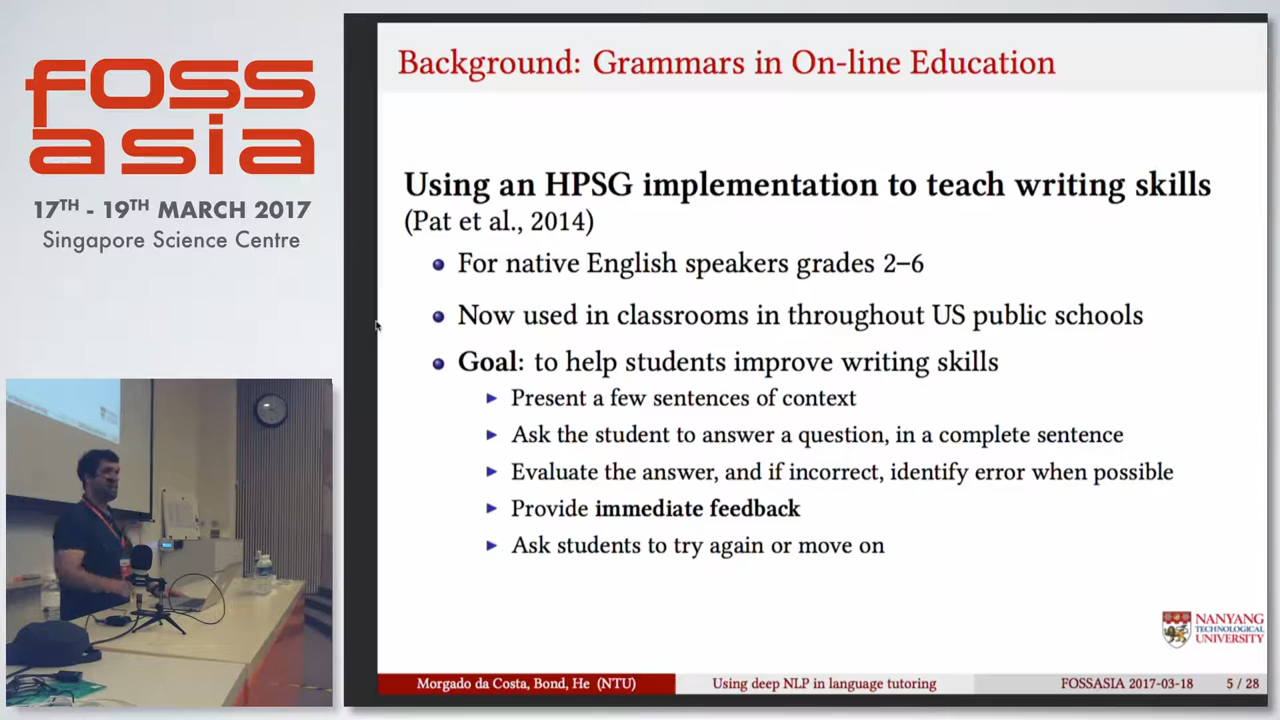 foss
asia
17TH - 19TH MARCH 2017
Singapore Science Centre
Background: Grammars in On-line Education
Using an HPSG implementation to teach writing skills
(Pat et al., 2014)
For native English speakers grades 2–6
Now used in classrooms in throughout US public schools
Goal: to help students improve writing skills
Present a few sentences of context
Ask the student to answer a question, in a complete sentence
Evaluate the answer, and if incorrect, identify error when possible
Provide immediate feedback
Ask students to try again or move on
NANYANG
TECHNOLOGICAL
UNIVERSITY
Morgado da Costa, Bond, He (NTU) Using deep NLP in language tutoring FOSSASIA 2017-03-18 5 / 28